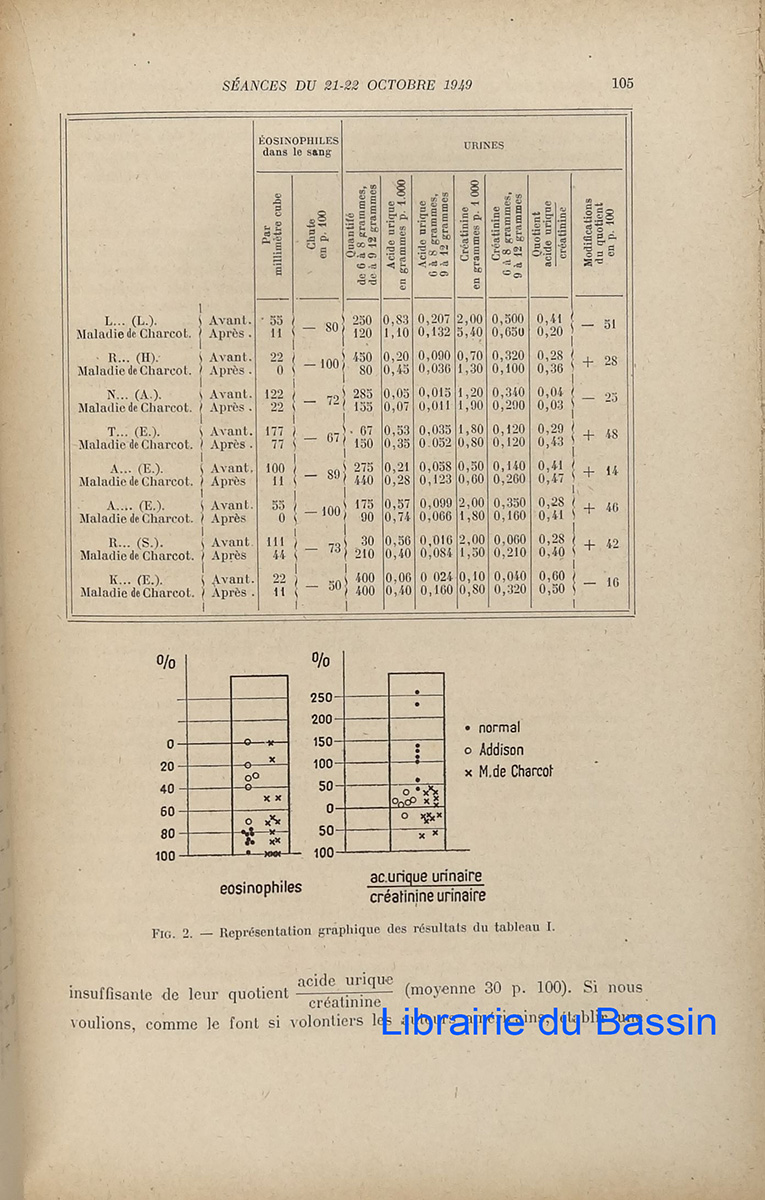 SÉANCES DU 21-22 OCTOBRE 1949 105
ÉOSINOPHILES dans le sang URINES
Par millimètre cube
Chute en p. 100
Quantité de 6 à 8 grammes, de 9 12 grammes
Acide urique en grammes p. 1.000
Acide urique 6 à 8 grammes, 9 à 12 grammes
Créatinine en grammes p. 1 000
Créatinine 6 à 8 grammes, 9 à 12 grammes
Quotient acide urique créatinine
Modifications du quotient en p. 100
L... (L.). Avant. 55 — 80 250 0,83 0,207 2,00 0,500 0,41 — 51
Maladie de Charcot. Après . 11 120 1,10 0,132 5,40 0,650 0,20
R... (H). Avant. 22 — 100 450 0,20 0,090 0,70 0,320 0,28 + 28
Maladie de Charcot. Après . 0 80 0,45 0,036 1,30 0,100 0,36
N... (A.). Avant. 122 — 72 285 0,05 0,015 1,20 0,340 0,04 — 25
Maladie de Charcot. Après . 22 155 0,07 0,011 1,90 0,290 0,03
T... (E.). Avant. 177 — 67 67 0,53 0,035 1,80 0,120 0,29 + 48
Maladie de Charcot. Après . 77 150 0,35 0.052 0,80 0,120 0,43
A... (E.). Avant. 100 — 89 275 0,21 0,058 0,50 0,140 0,41 + 14
Maladie de Charcot. Après 11 440 0,28 0,123 0,60 0,260 0,47
A.... (E.). Avant. 55 — 100 175 0,57 0,099 2,00 0,350 0,28 + 46
Maladie de Charcot. Après 0 90 0,74 0,066 1,80 0,160 0,41
R... (S.). Avant 111 — 73 30 0,56 0,016 2,00 0,060 0,28 + 42
Maladie de Charcot. Après 44 210 0,40 0,084 1,50 0,210 0,40
K... (E.). Avant. 22 — 50 400 0,06 0 024 0,10 0,040 0,60 — 16
Maladie de Charcot. Après . 11 400 0,40 0,160 0,80 0,320 0,50
%
0
20
40
60
80
100
eosinophiles
%
250
200
150
100
50
0
50
100
ac.urique urinaire
créatinine urinaire
• normal
o Addison
x M.de Charcot
FIG. 2. — Représentation graphique des résultats du tableau I.
insuffisante de leur quotient acide urique créatinine (moyenne 30 p. 100). Si nous
voulions, comme le font si volontiers les auteurs américains, établir une
Librairie du Bassin